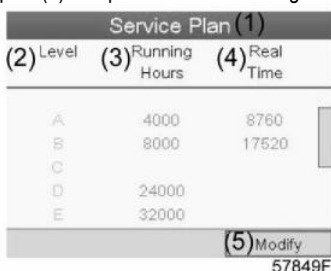 Service Plan (1)
(2) Level (3) Running Hours (4) Real Time
A 4000 8760
B 8000 17520
C
D 24000
E 32000
(5) Modify
57849F